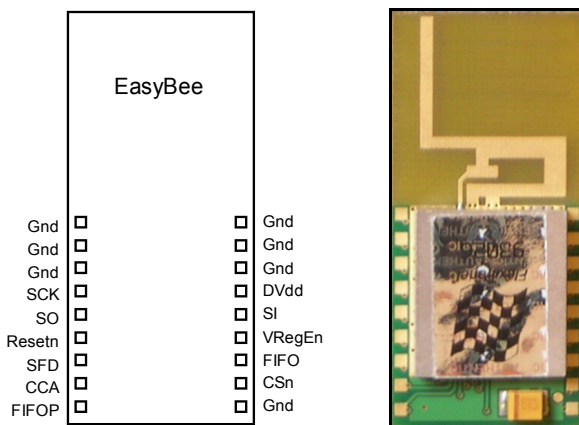 EasyBee
Gnd Gnd
Gnd Gnd
Gnd Gnd
SCK DVdd
SO SI
Resetn VRegEn
SFD FIFO
CCA CSn
FIFOP Gnd